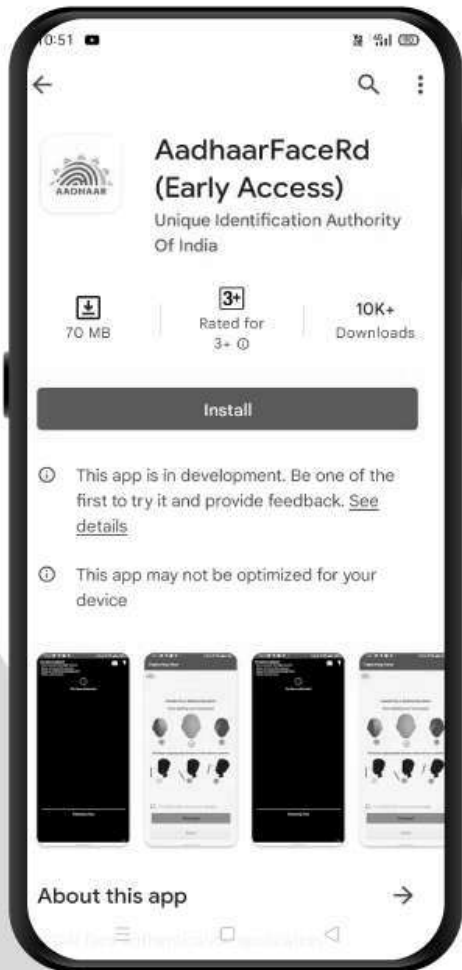 10:51
AADHAAR
AadhaarFaceRd
(Early Access)
Unique Identification Authority
Of India
70 MB
3+
Rated for
3+
10K+
Downloads
Install
This app is in development. Be one of the
first to try it and provide feedback. See
details
This app may not be optimized for your
device
About this app